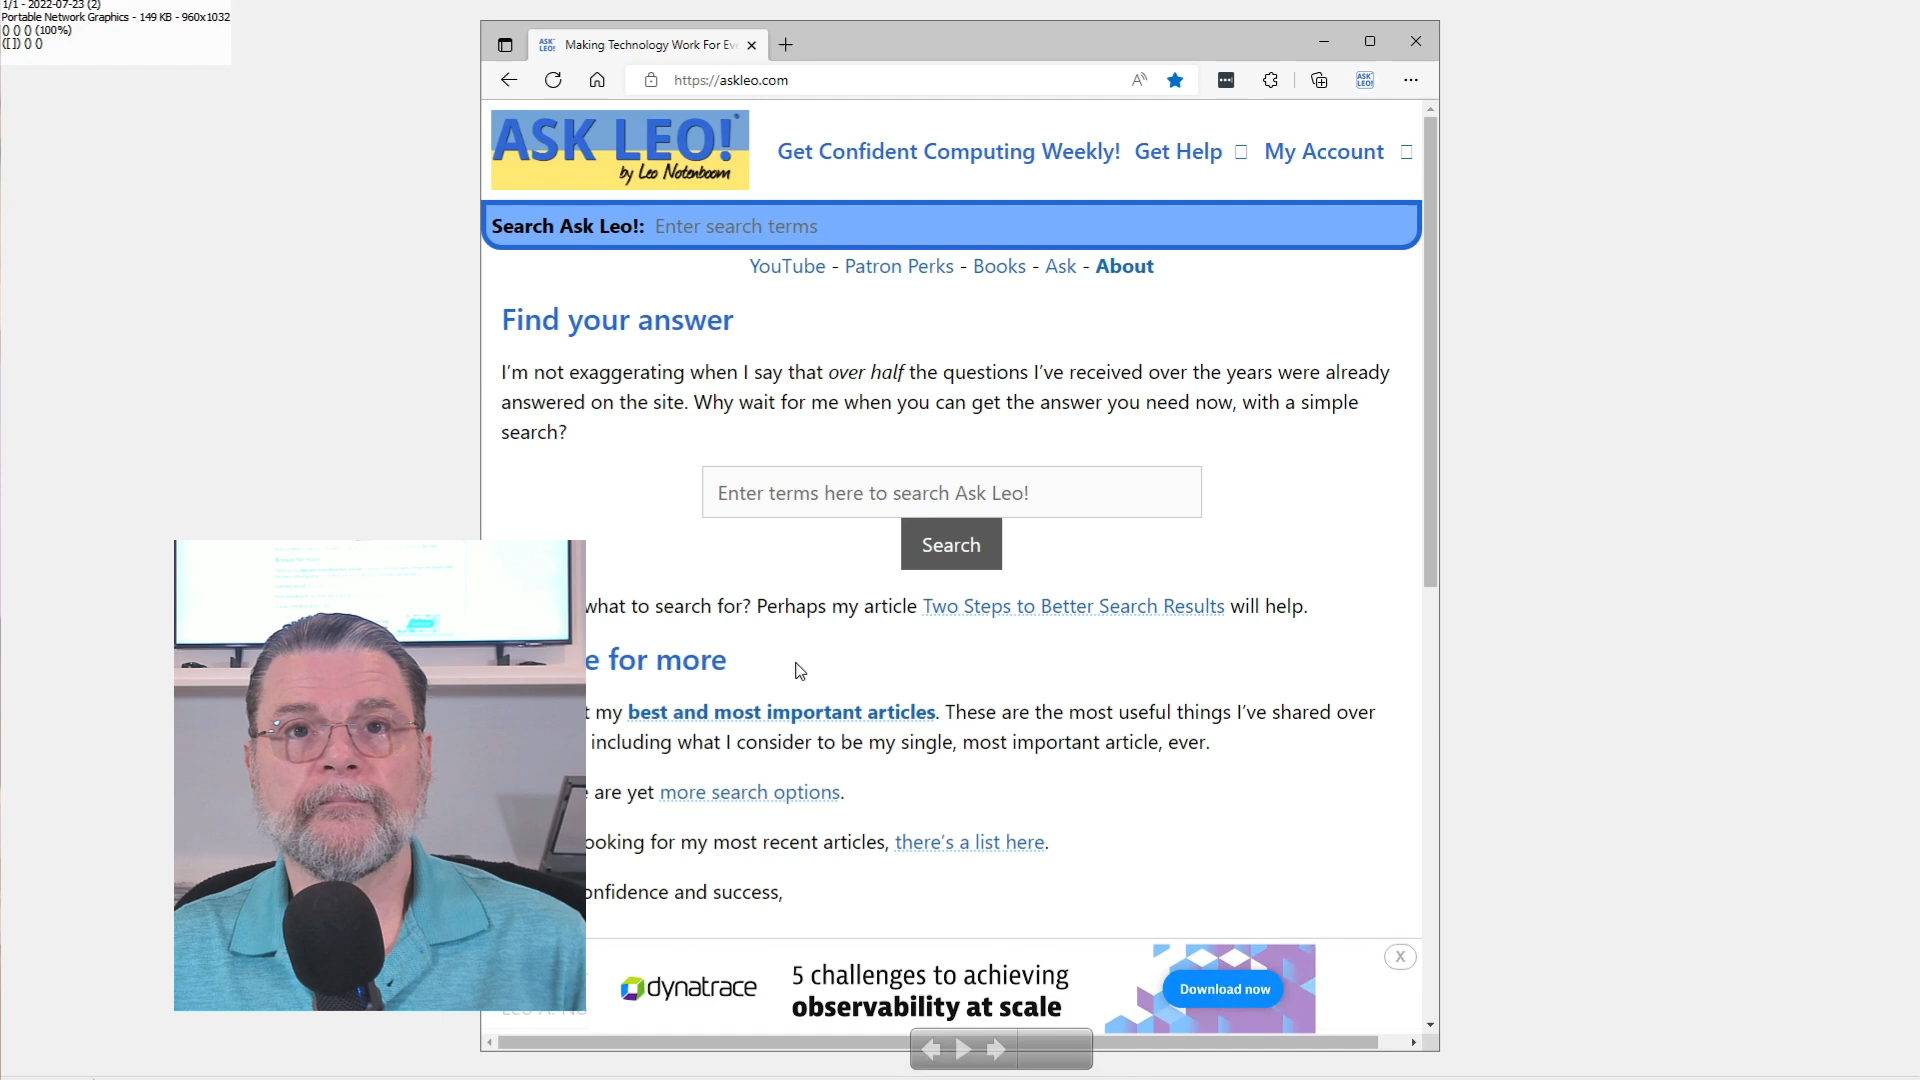 1/1 - 2022-07-23 (2)
Portable Network Graphics - 149 KB - 960x1032
() () () (100%)
([ ]) () ()
ASK LEO! Making Technology Work For Eve
https://askleo.com
ASK LEO!
ASK LEO!
by Leo Notenboom
Get Confident Computing Weekly! Get Help My Account
Search Ask Leo!: Enter search terms
YouTube - Patron Perks - Books - Ask - About
Find your answer
I'm not exaggerating when I say that over half the questions I've received over the years were already
answered on the site. Why wait for me when you can get the answer you need now, with a simple
search?
Enter terms here to search Ask Leo!
Search
what to search for? Perhaps my article Two Steps to Better Search Results will help.
e for more
t my best and most important articles. These are the most useful things I've shared over
including what I consider to be my single, most important article, ever.
are yet more search options.
ooking for my most recent articles, there's a list here.
onfidence and success,
X
dynatrace
5 challenges to achieving
observability at scale
Download now